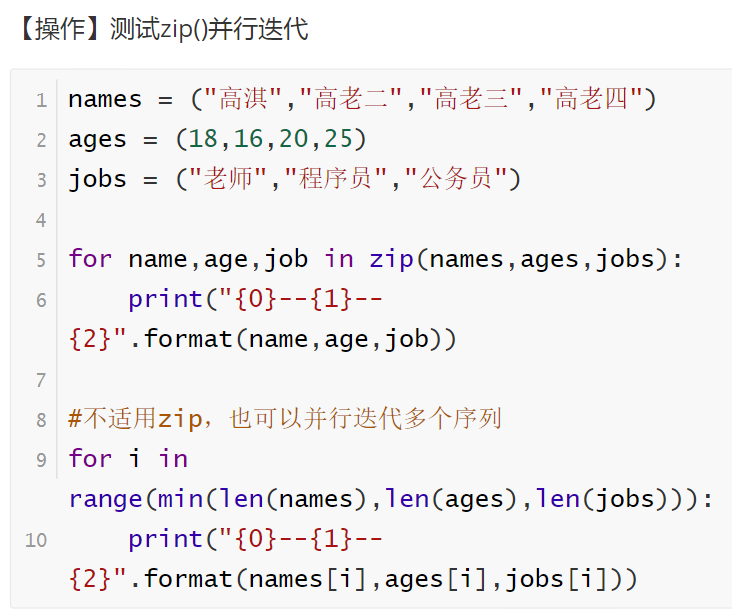 【操作】测试zip()并行迭代
1 names = ("高淇","高老二","高老三","高老四")
2 ages = (18,16,20,25)
3 jobs = ("老师","程序员","公务员")
4
5 for name,age,job in zip(names,ages,jobs):
6     print("{0}--{1}--
{2}".format(name,age,job))
7
8 #不适用zip，也可以并行迭代多个序列
9 for i in
range(min(len(names),len(ages),len(jobs))):
10     print("{0}--{1}--
{2}".format(names[i],ages[i],jobs[i]))